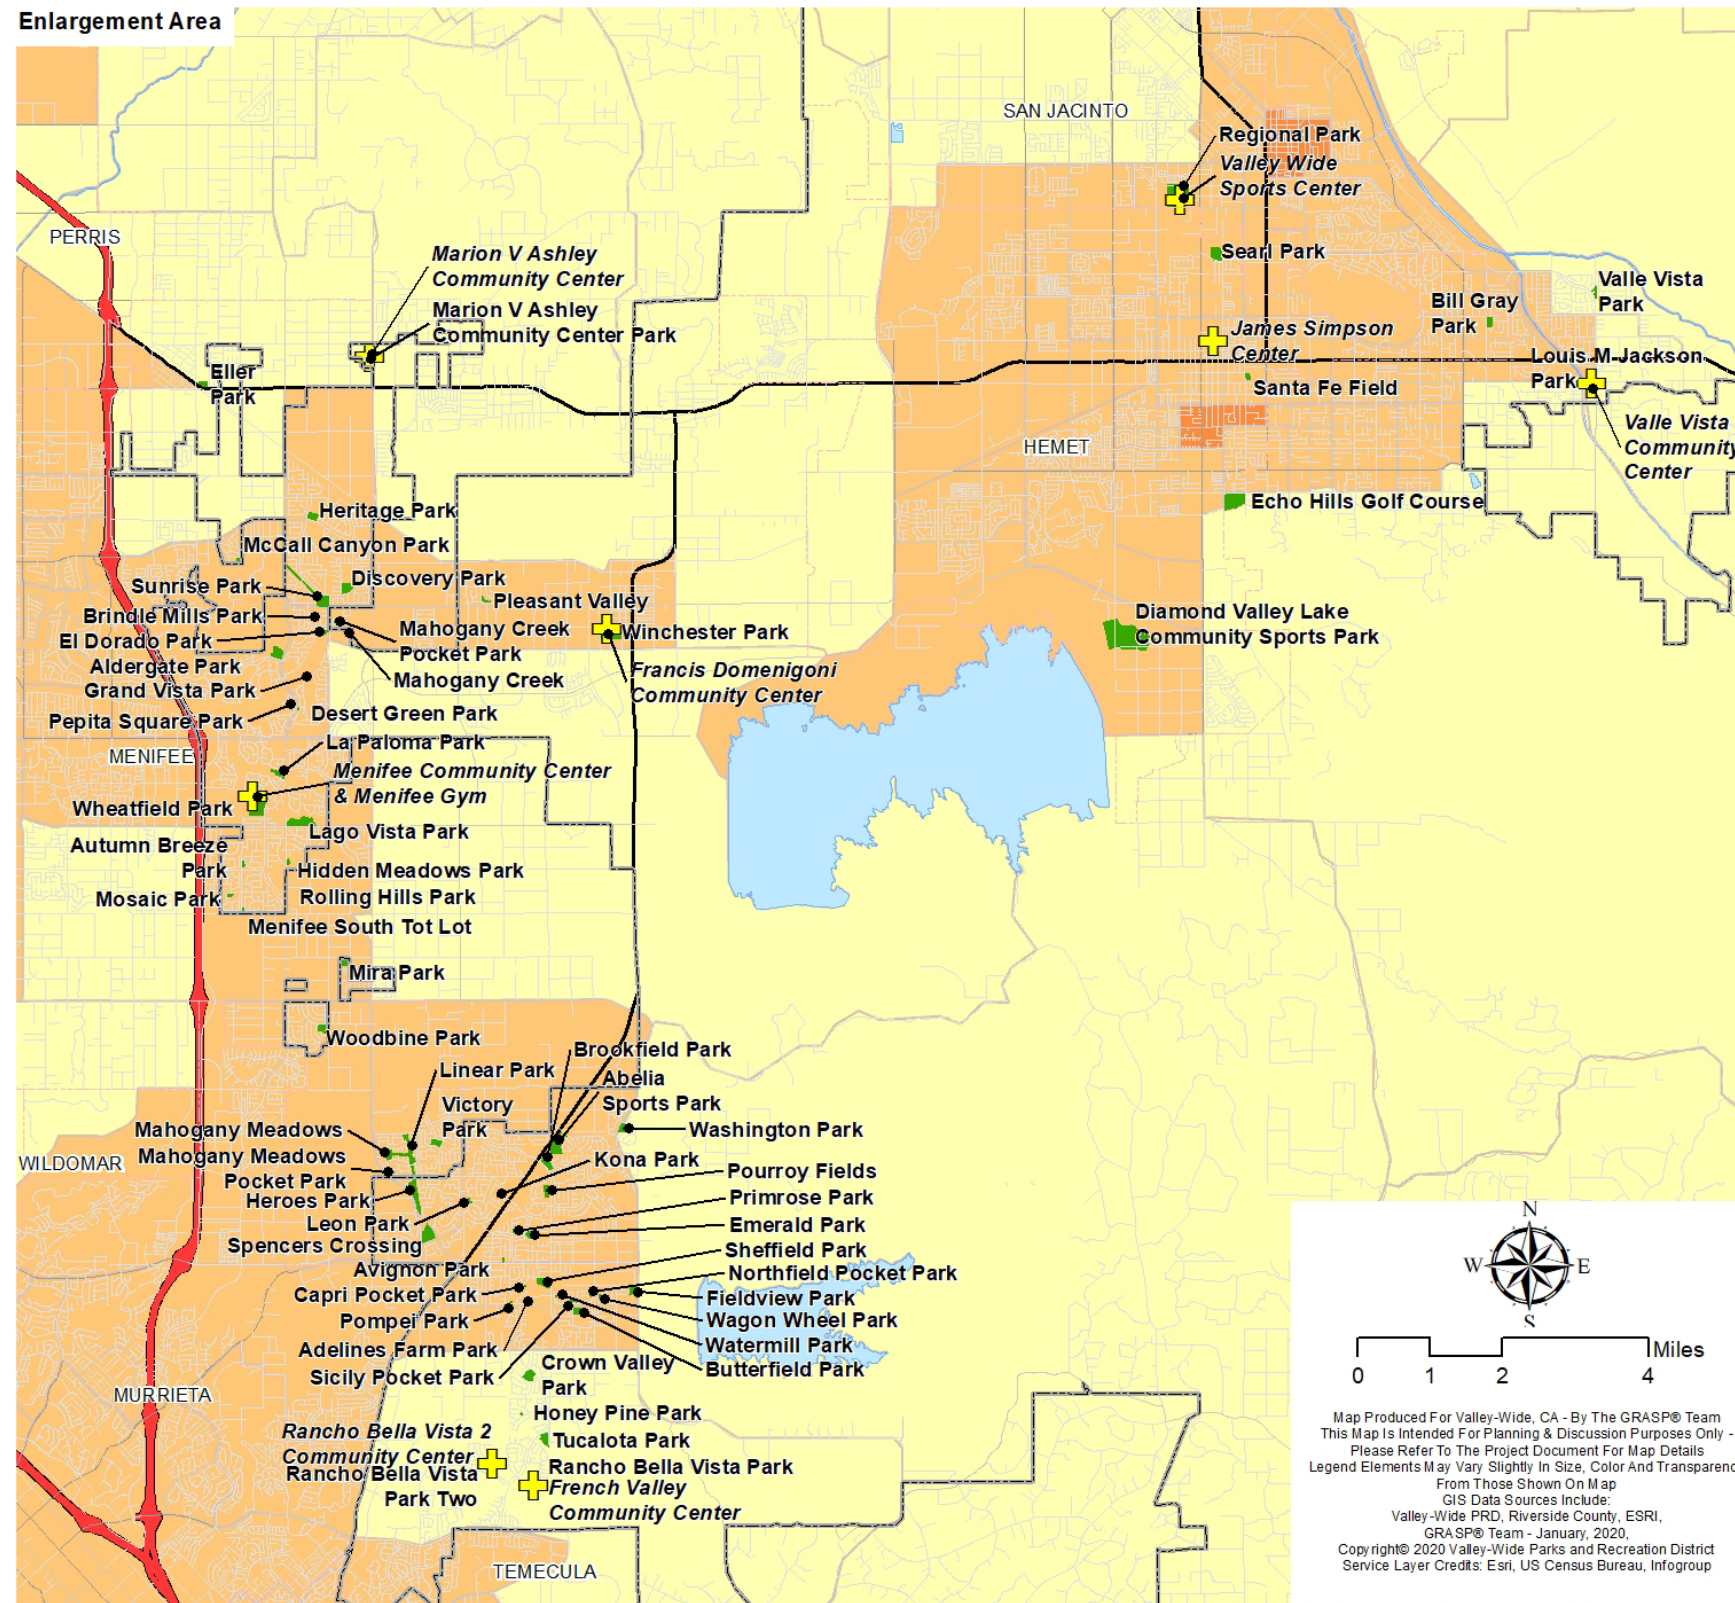 Enlargement Area
SAN JACINTO
Regional Park
Valley Wide
Sports Center
PERRIS
Marion V Ashley
Community Center
Searl Park
Valle Vista
Park
Marion V Ashley
Community Center Park
Bill Gray
Park
James Simpson
Center
Louis M Jackson
Park
Eller
Park
Santa Fe Field
Valle Vista
Community
Center
HEMET
Echo Hills Golf Course
Heritage Park
McCall Canyon Park
Discovery Park
Sunrise Park
Pleasant Valley
Brindle Mills Park
Mahogany Creek
Pocket Park
Winchester Park
El Dorado Park
Diamond Valley Lake
Community Sports Park
Aldergate Park
Mahogany Creek
Francis Domenigoni
Community Center
Grand Vista Park
Pepita Square Park
Desert Green Park
La Paloma Park
MENIFEE
Menifee Community Center
& Menifee Gym
Wheatfield Park
Lago Vista Park
Autumn Breeze
Park
Hidden Meadows Park
Mosaic Park
Rolling Hills Park
Menifee South Tot Lot
Mira Park
Woodbine Park
Brookfield Park
Linear Park
Abelia
Sports Park
Victory
Park
Mahogany Meadows
Washington Park
Mahogany Meadows
Pocket Park
WILDOMAR
Kona Park
Pourroy Fields
Heroes Park
Primrose Park
Leon Park
Emerald Park
Spencers Crossing
Sheffield Park
Avignon Park
Northfield Pocket Park
Capri Pocket Park
Fieldview Park
Pompei Park
Wagon Wheel Park
Adelines Farm Park
Watermill Park
Sicily Pocket Park
Butterfield Park
Crown Valley
Park
MURRIETA
Honey Pine Park
Rancho Bella Vista 2
Community Center
Tucalota Park
Rancho Bella Vista
Park Two
Rancho Bella Vista Park
French Valley
Community Center
TEMECULA
N
W
E
S
Miles
0 1 2 4
Map Produced For Valley-Wide, CA - By The GRASP® Team
This Map Is Intended For Planning & Discussion Purposes Only -
Please Refer To The Project Document For Map Details
Legend Elements May Vary Slightly In Size, Color And Transparenc
From Those Shown On Map
GIS Data Sources Include:
Valley-Wide PRD, Riverside County, ESRI,
GRASP® Team - January, 2020,
Copyright© 2020 Valley-Wide Parks and Recreation District
Service Layer Credits: Esri, US Census Bureau, Infogroup